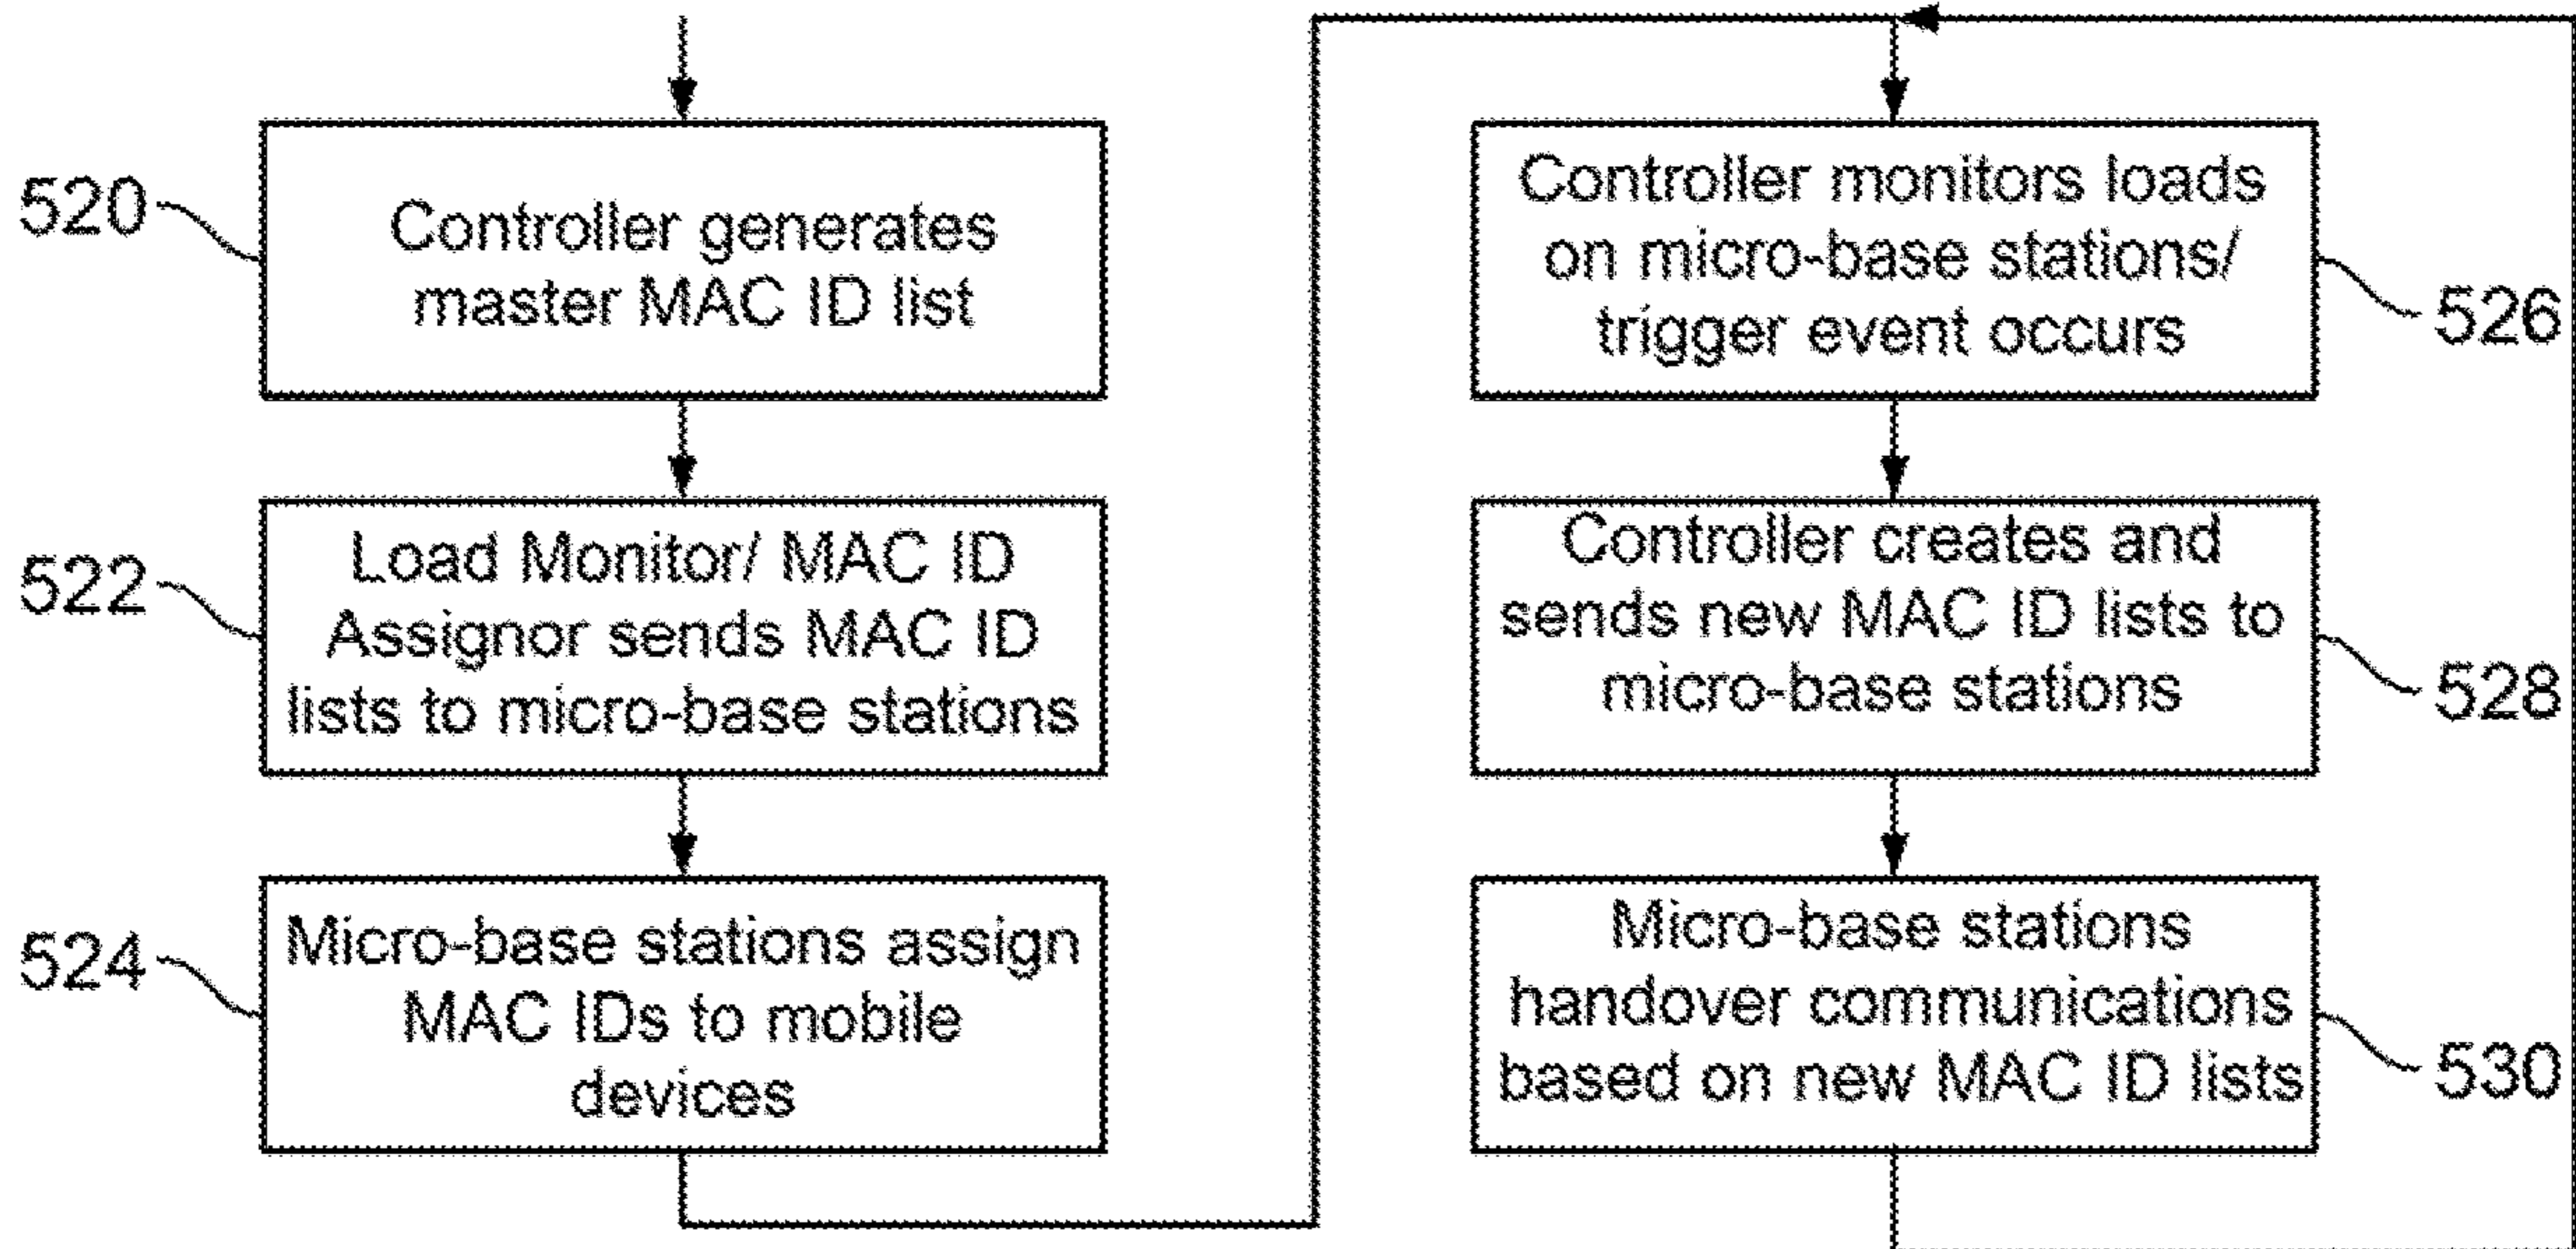 520
Controller generates
master MAC ID list
522
Load Monitor/ MAC ID
Assignor sends MAC ID
lists to micro-base stations
524
Micro-base stations assign
MAC IDs to mobile
devices
Controller monitors loads
on micro-base stations/
trigger event occurs
526
Controller creates and
sends new MAC ID lists to
micro-base stations
528
Micro-base stations
handover communications
based on new MAC ID lists
530